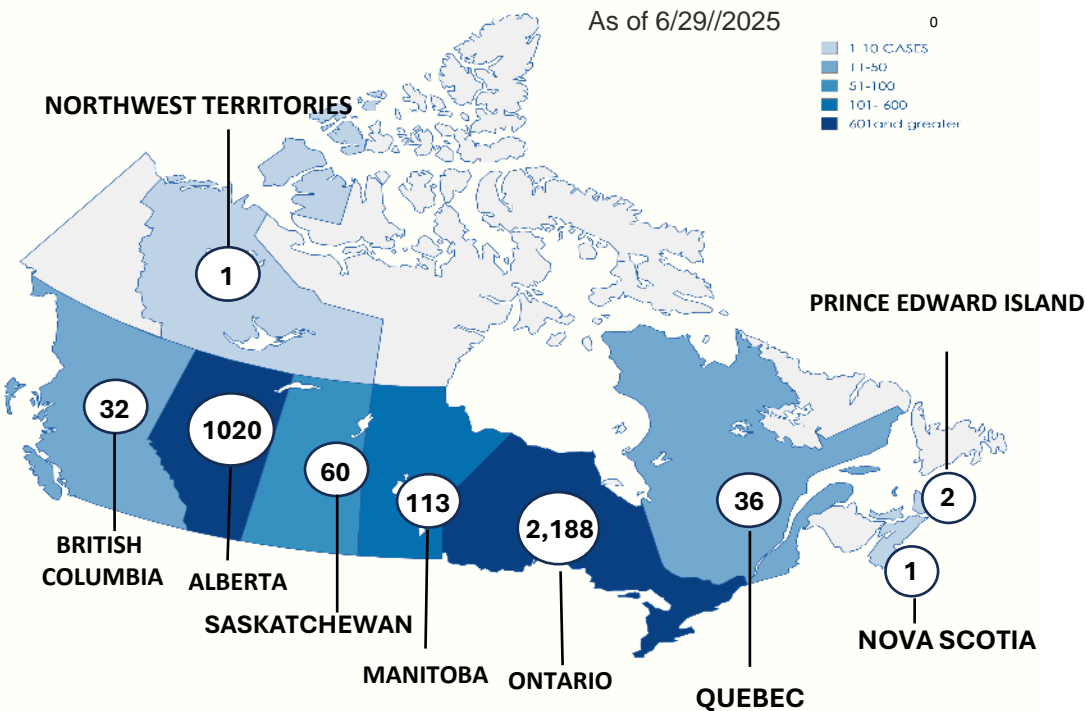 As of 6/29//2025
0
1-10 CASES
11-50
51-100
101- 600
601and greater
NORTHWEST TERRITORIES
1
PRINCE EDWARD ISLAND
32
1020
60
113
2,188
36
2
1
BRITISH
COLUMBIA
ALBERTA
SASKATCHEWAN
MANITOBA
ONTARIO
QUEBEC
NOVA SCOTIA